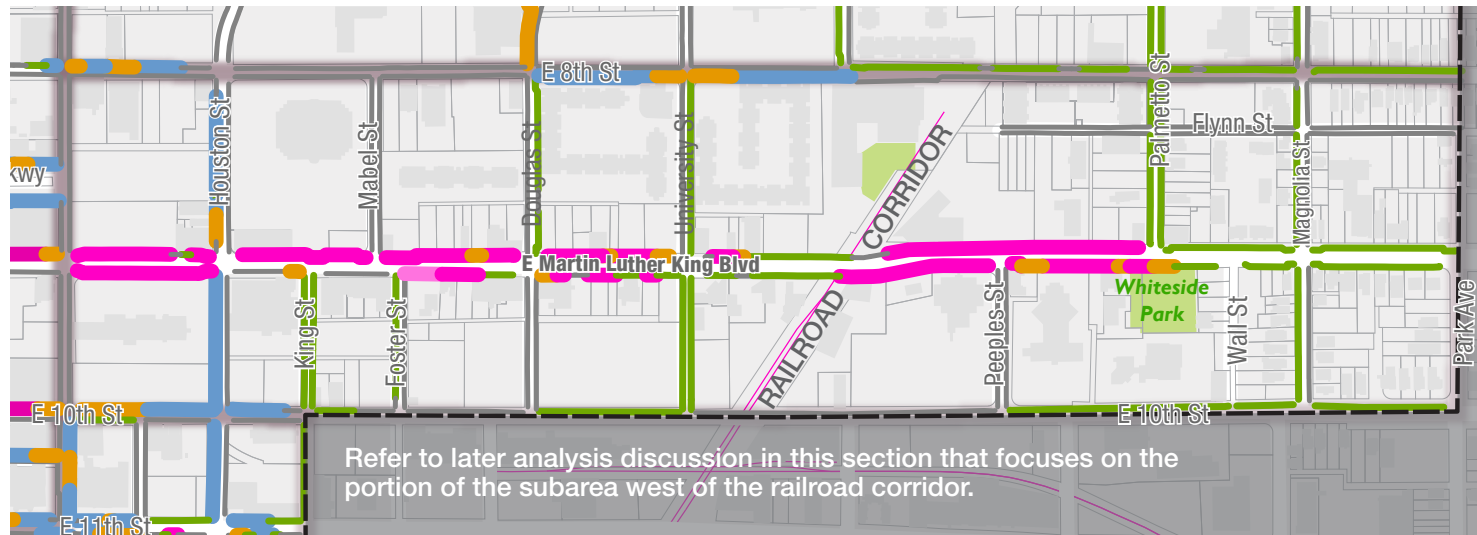 E 8th St
Palmetto St
Flynn St
Houston St
Mabel St
Douglas St
University St
CORRIDOR
Magnolia St
kwy
E Martin Luther King Blvd
Whiteside
Park
King St
Foster St
RAILROAD
Peeples St
Wall St
Park Ave
E 10th St
E 10th St
Refer to later analysis discussion in this section that focuses on the
portion of the subarea west of the railroad corridor.
E 11th St